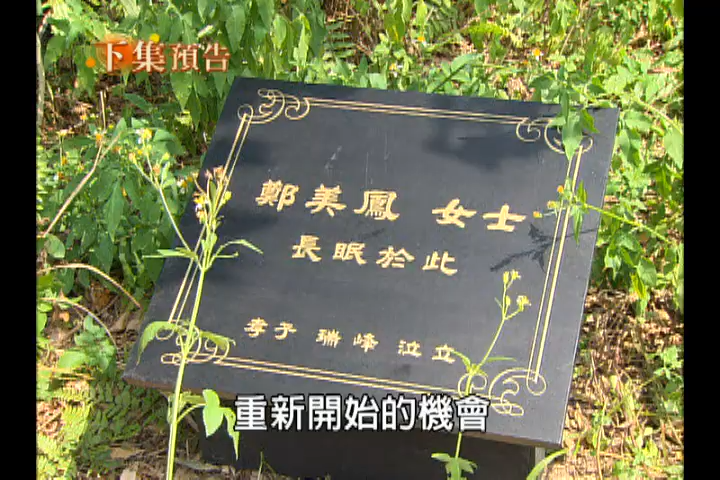 下集預告
鄭美鳳 女士
長眠於此
孝子 瑞峰 泣立
重新開始的機會